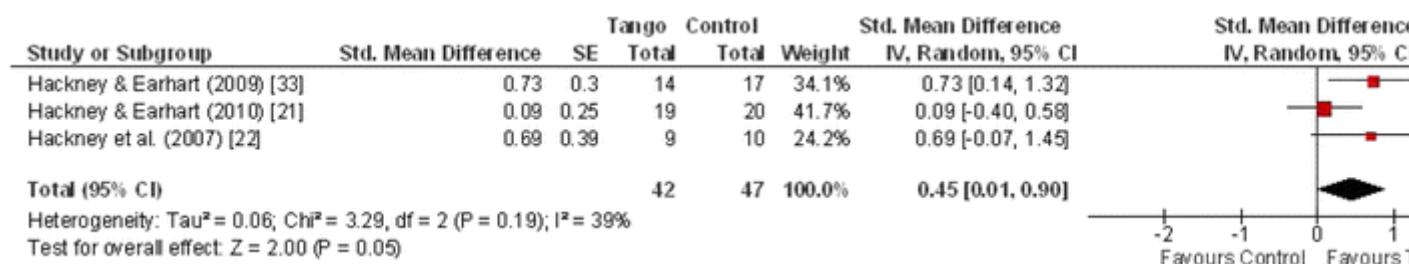 Tango Control Std. Mean Difference Std. Mean Difference
Study or Subgroup Std. Mean Difference SE Total Total Weight IV, Random, 95% CI IV, Random, 95% C
Hackney & Earhart (2009) [33] 0.73 0.3 14 17 34.1% 0.73 [0.14, 1.32]
Hackney & Earhart (2010) [21] 0.09 0.25 19 20 41.7% 0.09 [-0.40, 0.58]
Hackney et al. (2007) [22] 0.69 0.39 9 10 24.2% 0.69 [-0.07, 1.45]
Total (95% CI) 42 47 100.0% 0.45 [0.01, 0.90]
Heterogeneity: Tau² = 0.06; Chi² = 3.29, df = 2 (P = 0.19); I² = 39%
Test for overall effect: Z = 2.00 (P = 0.05)
-2 -1 0 1
Favours Control Favours